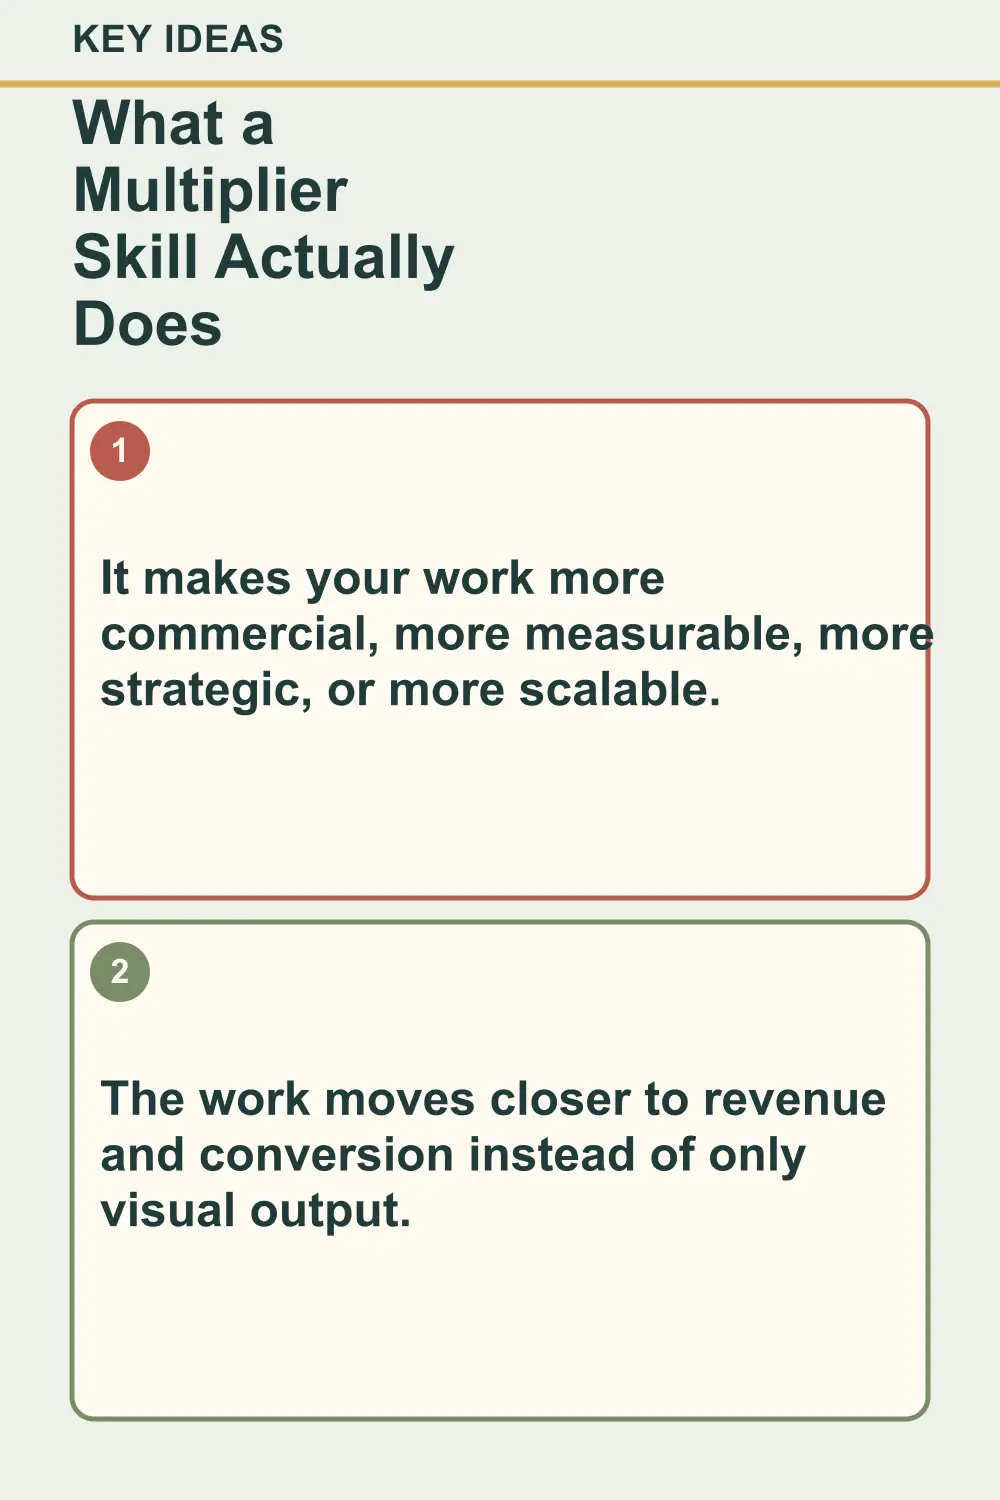 KEY IDEAS
What a
Multiplier
Skill Actually
Does
1
It makes your work more
commercial, more measurable, more
strategic, or more scalable.
2
The work moves closer to revenue
and conversion instead of only
visual output.